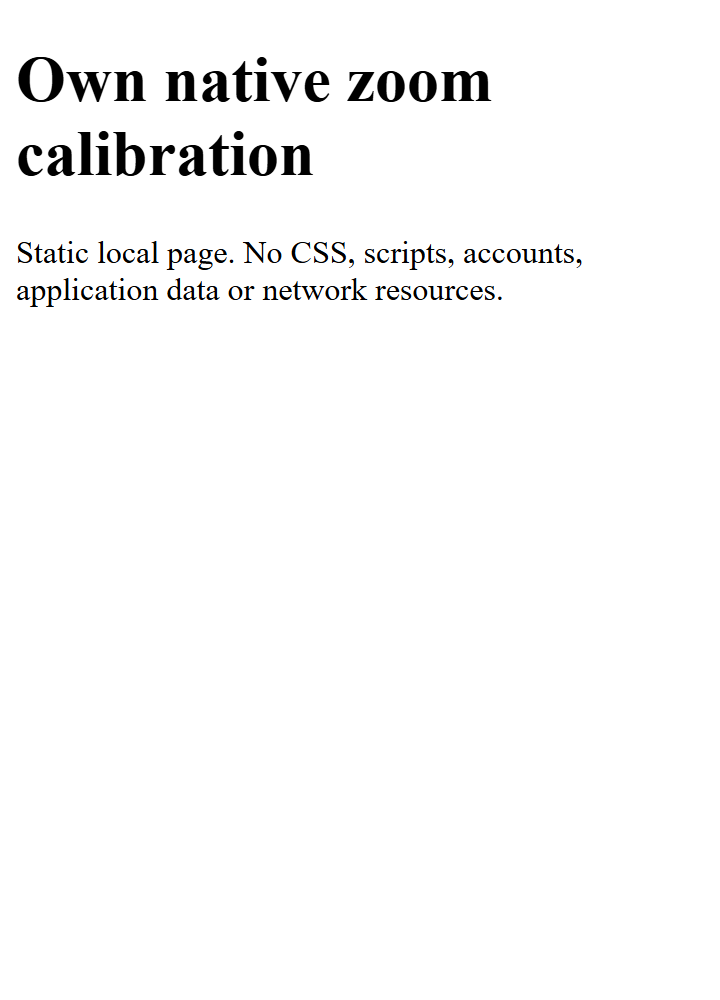 Own native zoom
calibration
Static local page. No CSS, scripts, accounts,
application data or network resources.